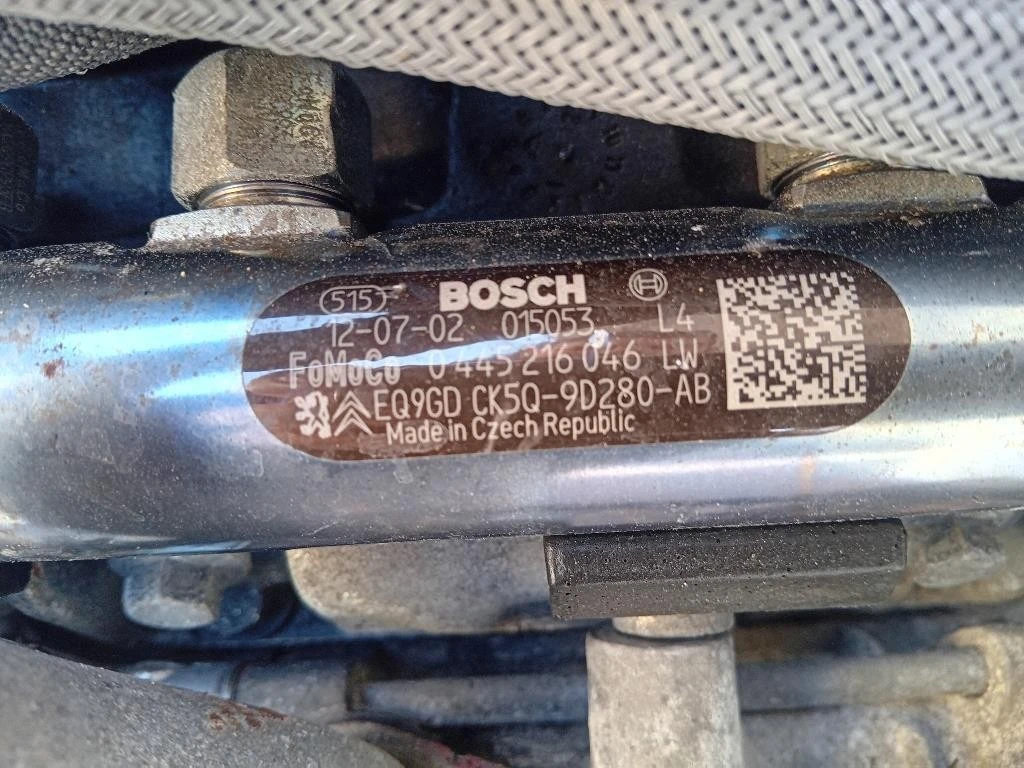 515 BOSCH
12-07-02 015053 L4
FoMoCo 0 445 216 046 LW
EQ9GD CK5Q-9D280-AB
Made in Czech Republic